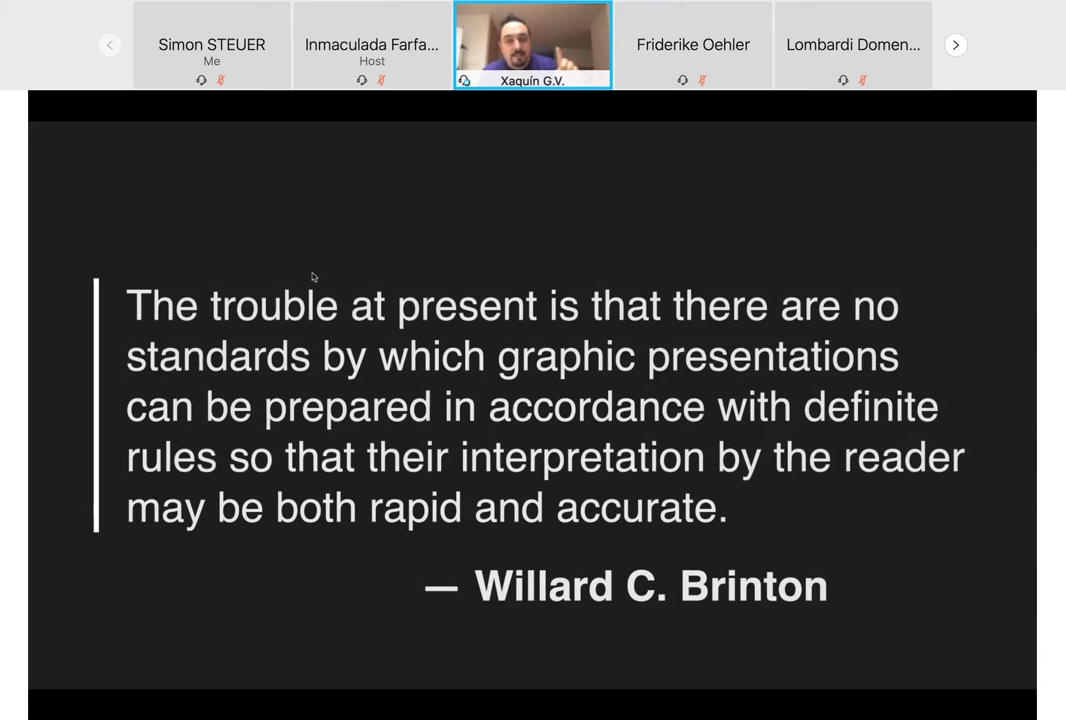 Simon STEUER
Me
Inmaculada Farfa...
Host
Xaquín G.V.
Friderike Oehler
Lombardi Domen...
The trouble at present is that there are no
standards by which graphic presentations
can be prepared in accordance with definite
rules so that their interpretation by the reader
may be both rapid and accurate.
— Willard C. Brinton